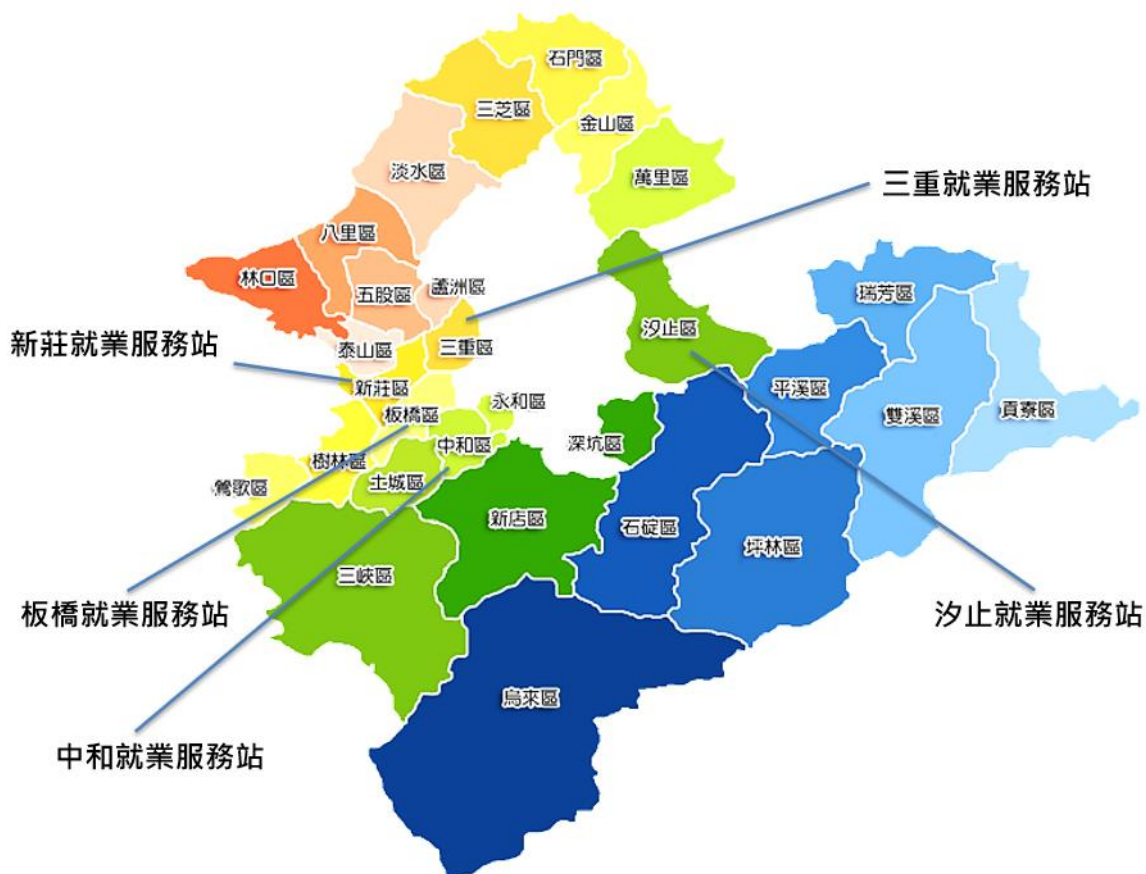 石門區
三芝區
金山區
淡水區
萬里區
三重就業服務站
八里區
林口區
五股區
蘆洲區
瑞芳區
汐止區
新莊就業服務站
泰山區
三重區
新莊區
平溪區
永和區
板橋區
雙溪區
貢寮區
中和區
深坑區
樹林區
土城區
鶯歌區
新店區
石碇區
坪林區
三峽區
板橋就業服務站
汐止就業服務站
烏來區
中和就業服務站